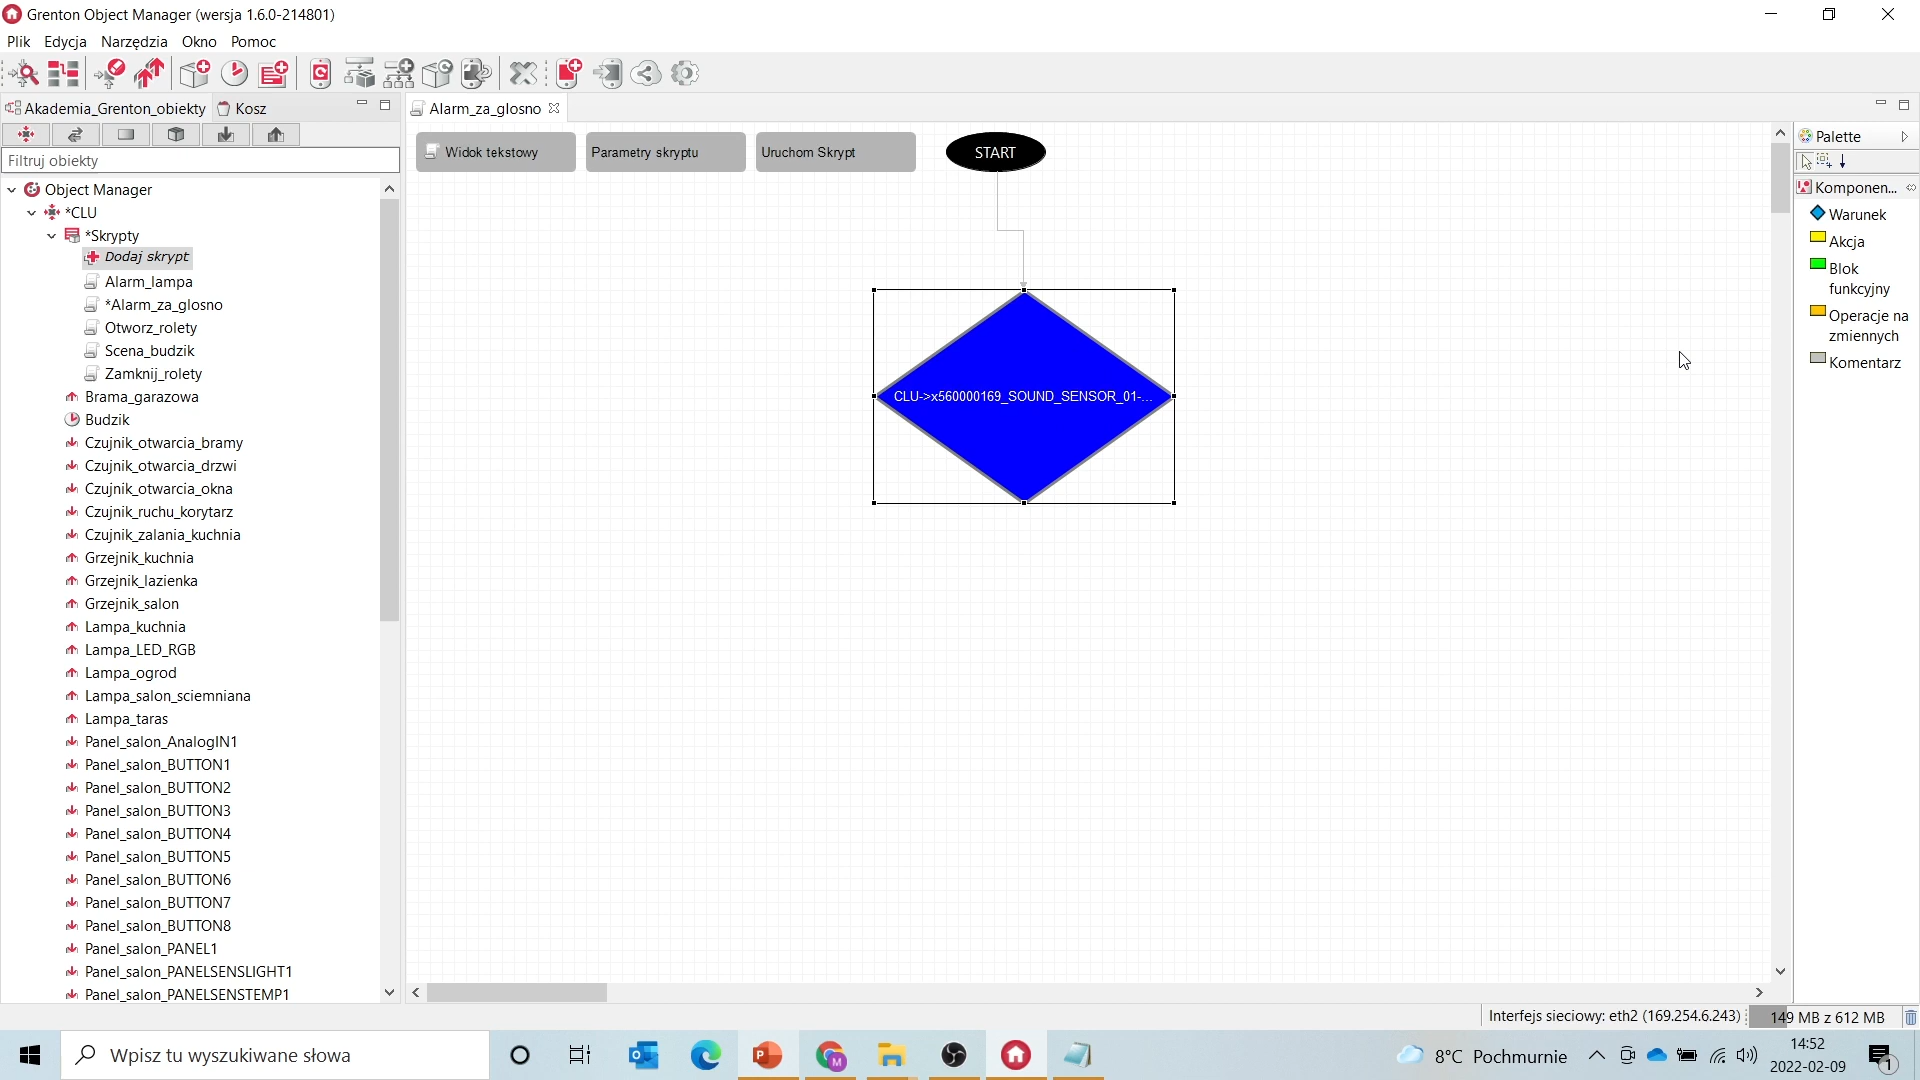 Grenton Object Manager (wersja 1.6.0-214801)
Plik Edycja Narzędzia Okno Pomoc
Akademia_Grenton_obiekty Kosz
Filtruj obiekty
Object Manager
*CLU
*Skrypty
Dodaj skrypt
Alarm_lampa
*Alarm_za_glosno
Otworz_rolety
Scena_budzik
Zamknij_rolety
Brama_garazowa
Budzik
Czujnik_otwarcia_bramy
Czujnik_otwarcia_drzwi
Czujnik_otwarcia_okna
Czujnik_ruchu_korytarz
Czujnik_zalania_kuchnia
Grzejnik_kuchnia
Grzejnik_lazienka
Grzejnik_salon
Lampa_kuchnia
Lampa_LED_RGB
Lampa_ogrod
Lampa_salon_sciemniana
Lampa_taras
Panel_salon_AnalogIN1
Panel_salon_BUTTON1
Panel_salon_BUTTON2
Panel_salon_BUTTON3
Panel_salon_BUTTON4
Panel_salon_BUTTON5
Panel_salon_BUTTON6
Panel_salon_BUTTON7
Panel_salon_BUTTON8
Panel_salon_PANEL1
Panel_salon_PANELSENSLIGHT1
Panel_salon_PANELSENSTEMP1
Alarm_za_glosno
Widok tekstowy Parametry skryptu Uruchom Skrypt START
CLU->x560000169_SOUND_SENSOR_01-...
Palette
Komponen...
Warunek
Akcja
Blok
funkcyjny
Operacje na
zmiennych
Komentarz
Interfejs sieciowy: eth2 (169.254.6.243) 149 MB z 612 MB
Wpisz tu wyszukiwane słowa
8°C Pochmurnie
14:52
2022-02-09
1